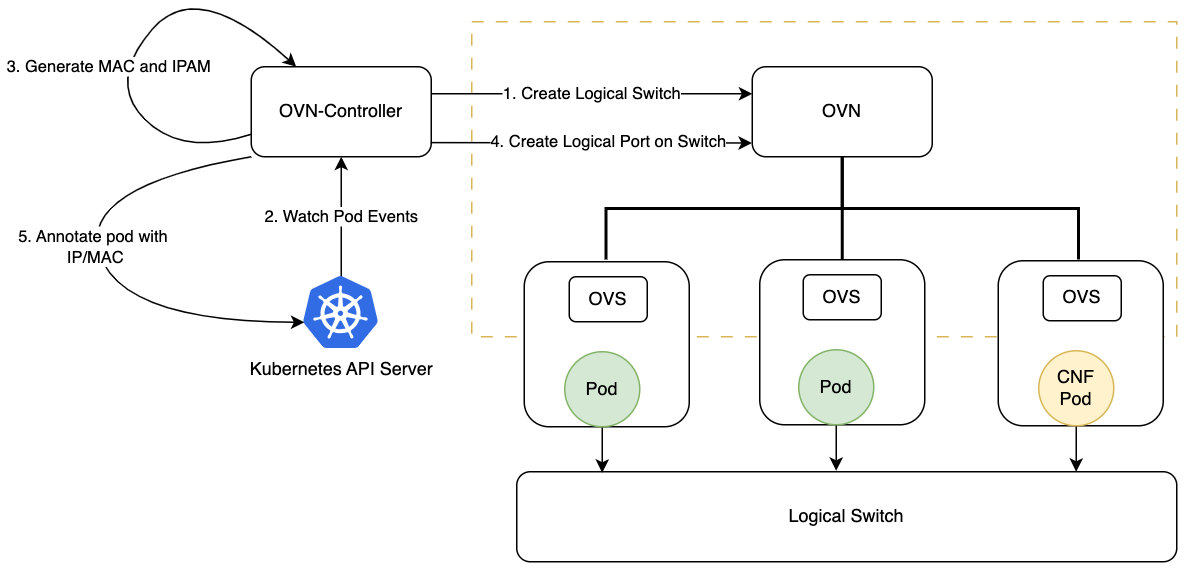 3. Generate MAC and IPAM
OVN-Controller
1. Create Logical Switch
OVN
4. Create Logical Port on Switch
2. Watch Pod Events
5. Annotate pod with
IP/MAC
Kubernetes API Server
OVS
OVS
OVS
Pod
Pod
CNF
Pod
Logical Switch